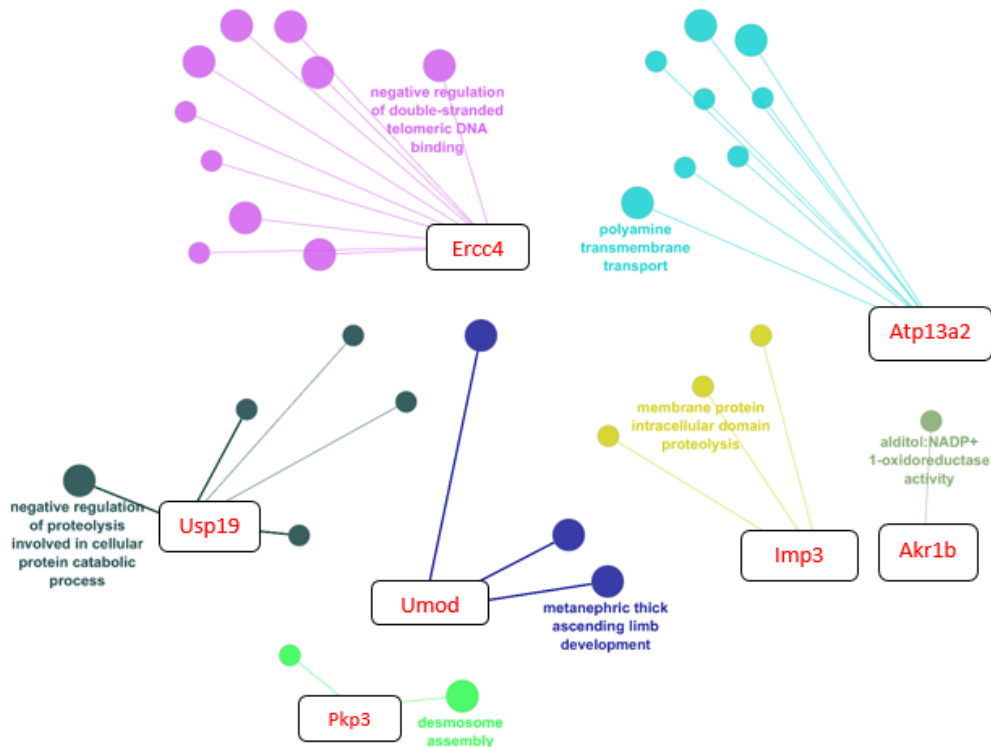 negative regulation
of double-stranded
telomeric DNA
binding
Ercc4
polyamine
transmembrane
transport
Atp13a2
negative regulation
of proteolysis
involved in cellular
protein catabolic
process
Usp19
Umod
metanephric thick
ascending limb
development
membrane protein
intracellular domain
proteolysis
Imp3
alditol:NADP+
1-oxidoreductase
activity
Akr1b
Pkp3
desmosome
assembly